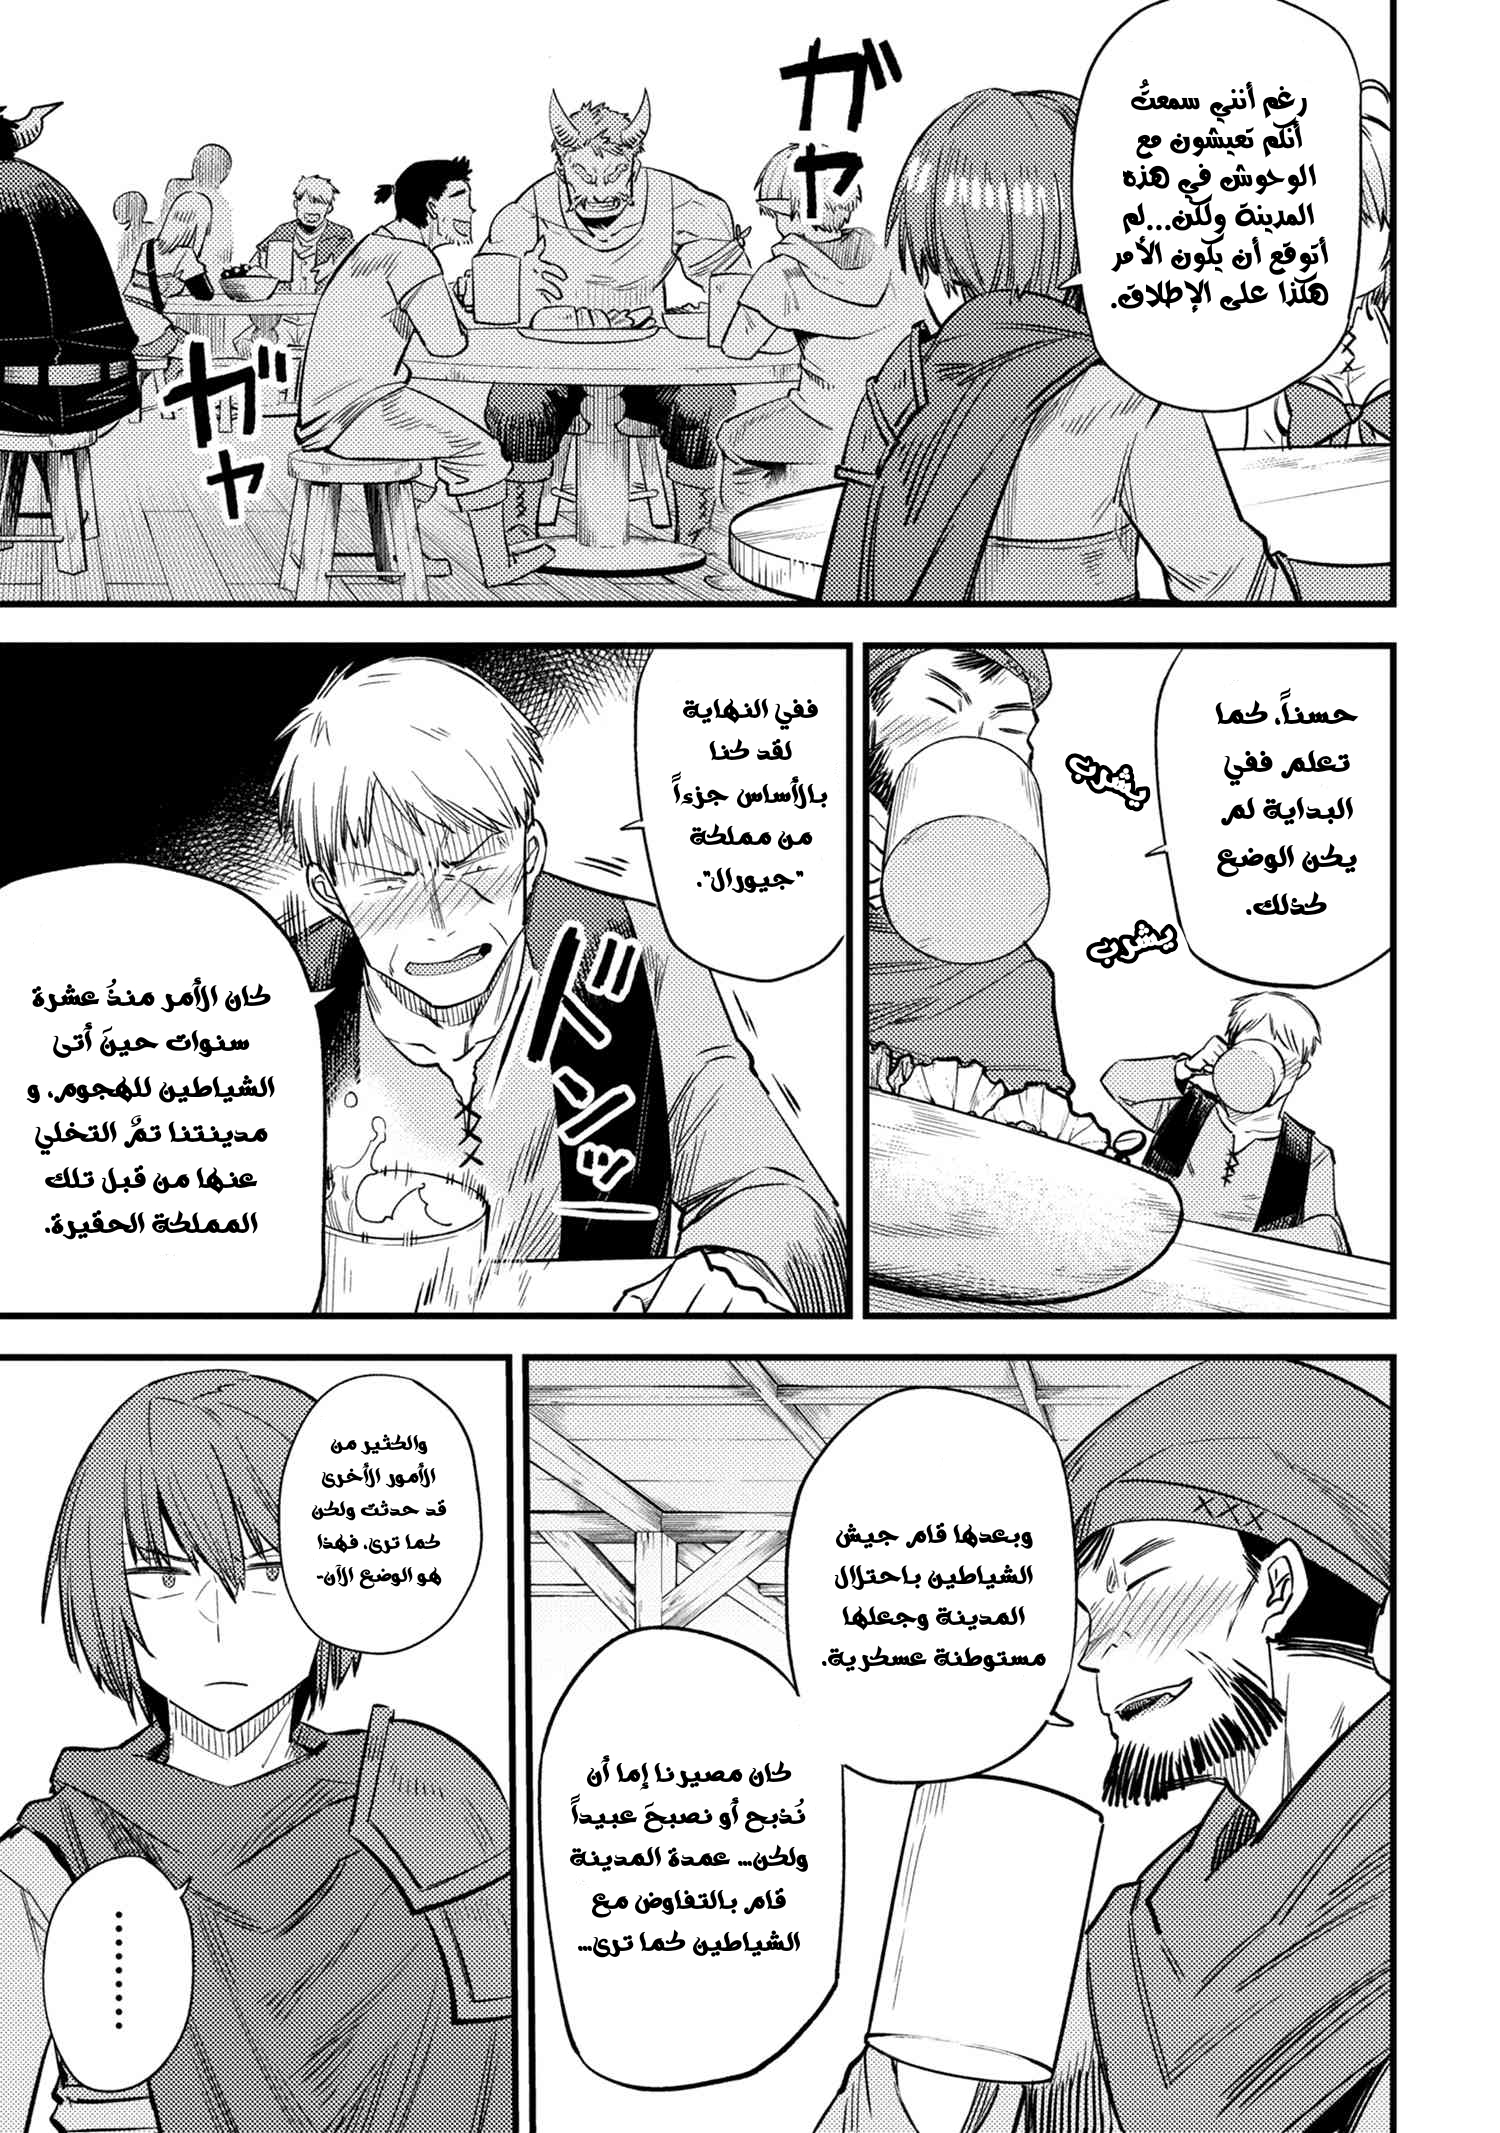 رغم أنني سمعتُ
أنكم تعيشون مع
الوحوش في هذه
المدينة ولكن...لم
أتوقع أن يكون الأمر
هكذا على الإطلاق.
ガヤ
ガヤ
حسناً، كما
تعلم ففي
البداية لم
يكن الوضع
كذلك.
يشرب
يشرب
ففي النهاية
لقد كنا
بالأساس جزءاً
من مملكة
"جيورال".
ドンッ
كان الأمر منذُ عشرة
سنوات حينَ أتى
الشياطين للهجوم، و
مدينتنا تمٌ التخلي
عنها من قبل تلك
المملكة الحقيرة.
وبعدها قام جيش
الشياطين باحتلال
المدينة وجعلها
مستوطنة عسكرية.
كان مصيرنا إما أن
نُذبح أو نصبحَ عبيداً
ولكن... عمدة المدينة
قام بالتفاوض مع
الشياطين كما ترى...
والكثير من
الأمور الأخرى
قد حدثت ولكن
كما ترى، فهذا
هو الوضع الآن-
.........